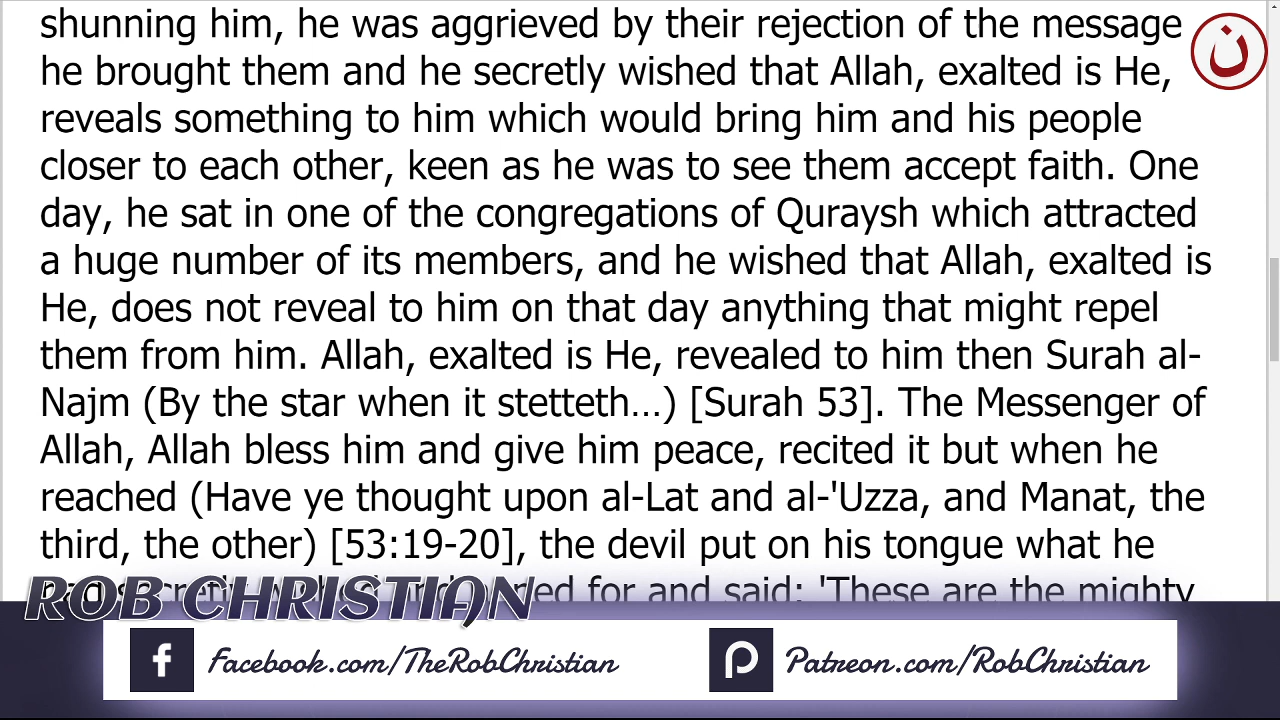 shunning him, he was aggrieved by their rejection of the message
he brought them and he secretly wished that Allah, exalted is He,
reveals something to him which would bring him and his people
closer to each other, keen as he was to see them accept faith. One
day, he sat in one of the congregations of Quraysh which attracted
a huge number of its members, and he wished that Allah, exalted is
He, does not reveal to him on that day anything that might repel
them from him. Allah, exalted is He, revealed to him then Surah al-
Najm (By the star when it stetteth...) [Surah 53]. The Messenger of
Allah, Allah bless him and give him peace, recited it but when he
reached (Have ye thought upon al-Lat and al-'Uzza, and Manat, the
third, the other) [53:19-20], the devil put on his tongue what he
for and said: 'These are the mighty
ن
ROB CHRISTIAN
Facebook.com/TheRobChristian
Patreon.com/RobChristian